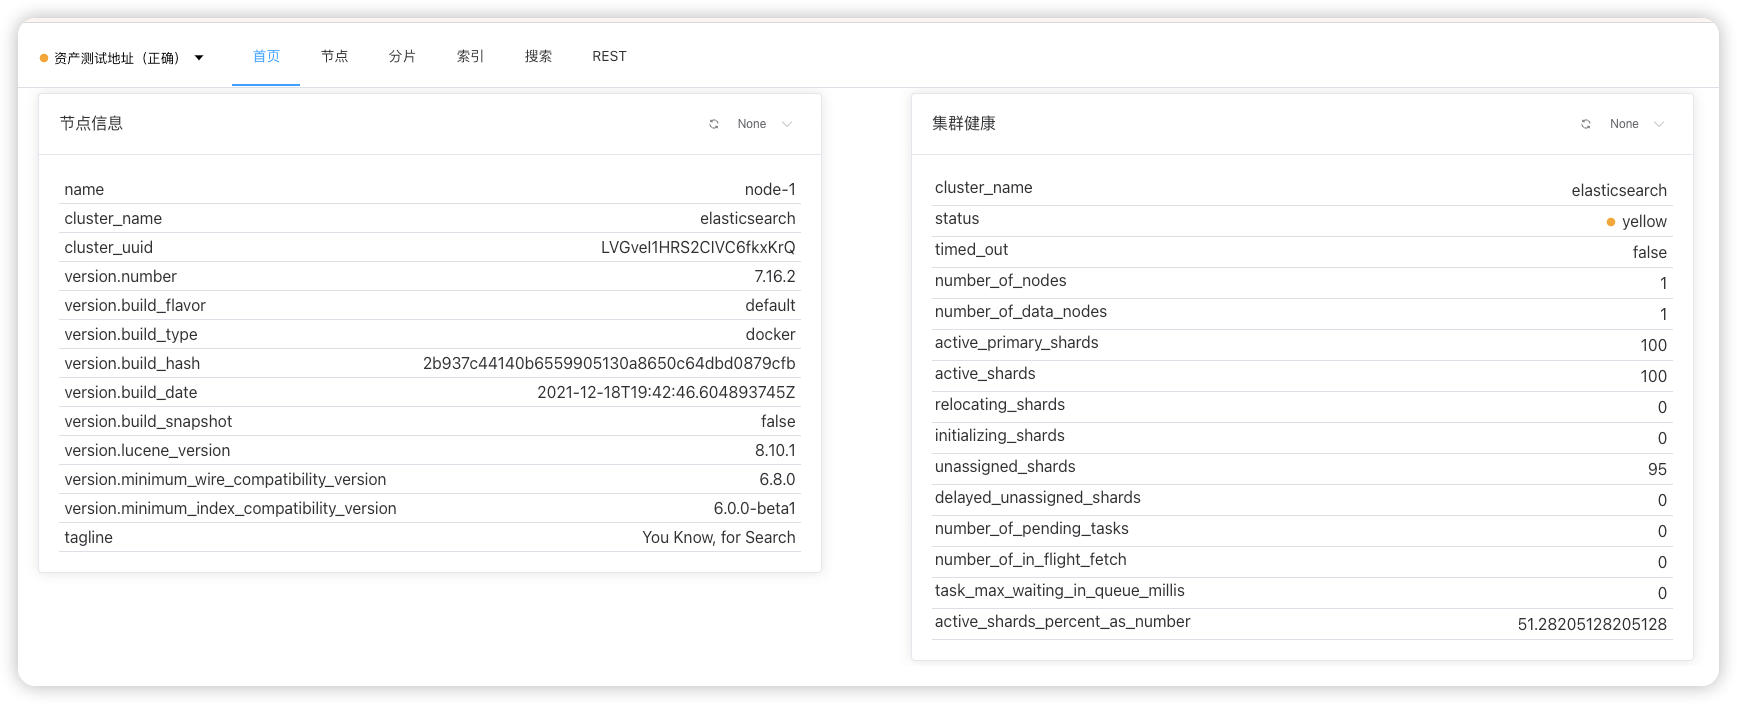 资产测试地址（正确） 首页 节点 分片 索引 搜索 REST
节点信息 None
name node-1
cluster_name elasticsearch
cluster_uuid LVGvel1HRS2ClVC6fkxKrQ
version.number 7.16.2
version.build_flavor default
version.build_type docker
version.build_hash 2b937c44140b6559905130a8650c64dbd0879cfb
version.build_date 2021-12-18T19:42:46.604893745Z
version.build_snapshot false
version.lucene_version 8.10.1
version.minimum_wire_compatibility_version 6.8.0
version.minimum_index_compatibility_version 6.0.0-beta1
tagline You Know, for Search
集群健康 None
cluster_name elasticsearch
status yellow
timed_out false
number_of_nodes 1
number_of_data_nodes 1
active_primary_shards 100
active_shards 100
relocating_shards 0
initializing_shards 0
unassigned_shards 95
delayed_unassigned_shards 0
number_of_pending_tasks 0
number_of_in_flight_fetch 0
task_max_waiting_in_queue_millis 0
active_shards_percent_as_number 51.28205128205128